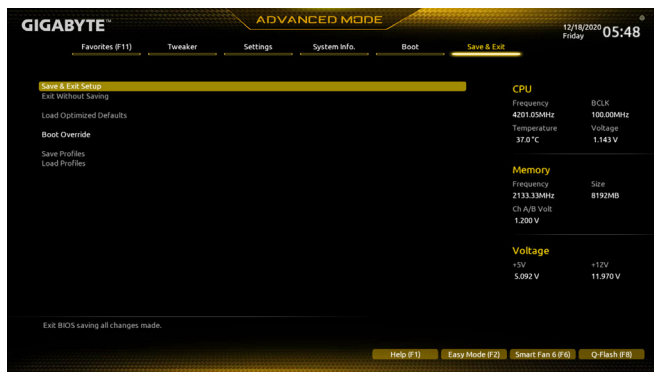 GIGABYTE™
ADVANCED MODE
12/18/2020 05:48
Friday
Favorites (F11) Tweaker Settings System Info. Boot Save & Exit
Save & Exit Setup
Exit Without Saving
Load Optimized Defaults
Boot Override
Save Profiles
Load Profiles
CPU
Frequency BCLK
4201.05MHz 100.00MHz
Temperature Voltage
37.0 °C 1.143 V
Memory
Frequency Size
2133.33MHz 8192MB
Ch A/B Volt
1.200 V
Voltage
+5V +12V
5.092 V 11.970 V
Exit BIOS saving all changes made.
Help (F1) Easy Mode (F2) Smart Fan 6 (F6) Q-Flash (F8)